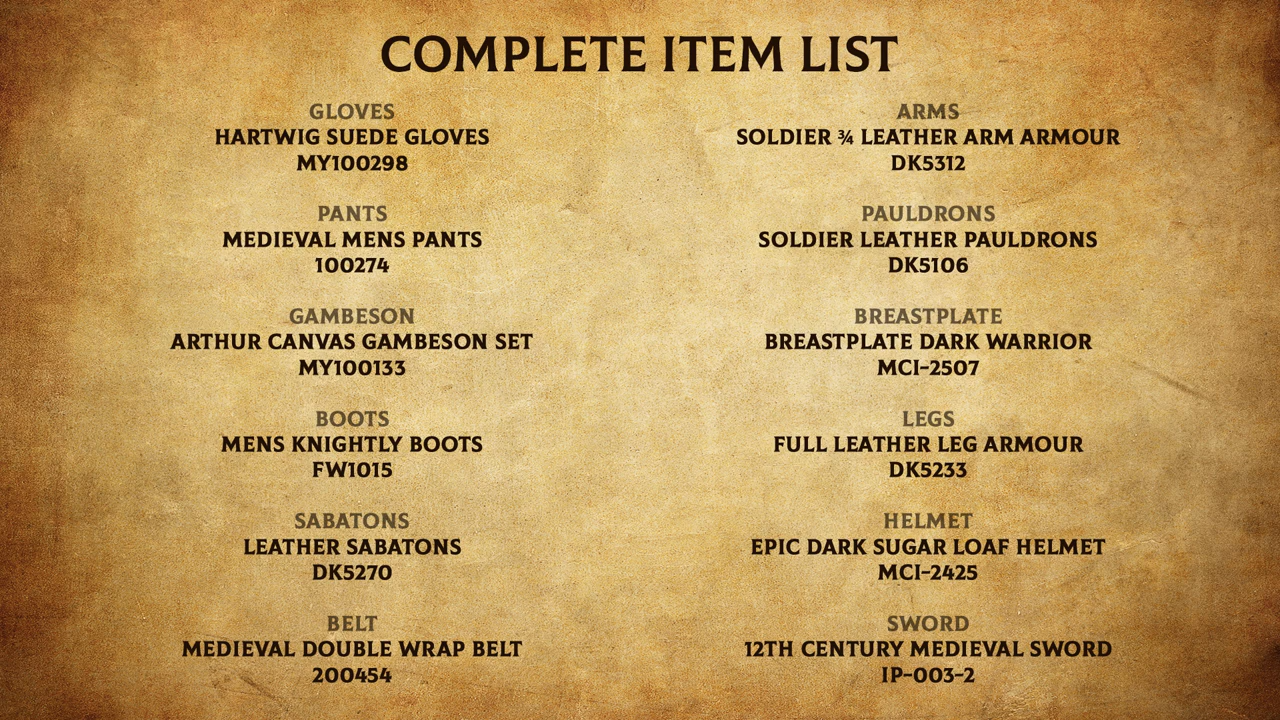 COMPLETE ITEM LIST
GLOVES
HARTWIG SUEDE GLOVES
MY100298
PANTS
MEDIEVAL MENS PANTS
100274
GAMBESON
ARTHUR CANVAS GAMBESON SET
MY100133
BOOTS
MENS KNIGHTLY BOOTS
FW1015
SABATONS
LEATHER SABATONS
DK5270
BELT
MEDIEVAL DOUBLE WRAP BELT
200454
ARMS
SOLDIER ¾ LEATHER ARM ARMOUR
DK5312
PAULDRONS
SOLDIER LEATHER PAULDRONS
DK5106
BREASTPLATE
BREASTPLATE DARK WARRIOR
MCI-2507
LEGS
FULL LEATHER LEG ARMOUR
DK5233
HELMET
EPIC DARK SUGAR LOAF HELMET
MCI-2425
SWORD
12TH CENTURY MEDIEVAL SWORD
IP-003-2